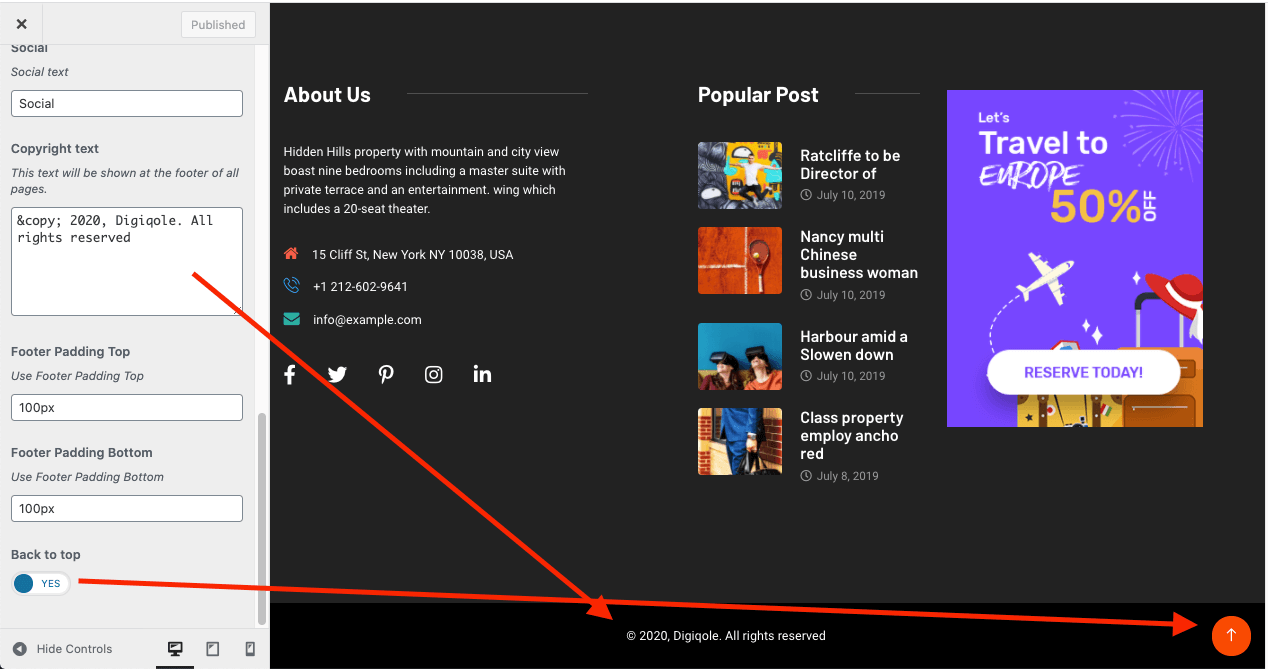 Published
Social
Social text
Social
Copyright text
This text will be shown at the footer of all
pages.
&copy; 2020, Digiqole. All
rights reserved
Footer Padding Top
Use Footer Padding Top
100px
Footer Padding Bottom
Use Footer Padding Bottom
100px
Back to top
YES
Hide Controls
About Us
Hidden Hills property with mountain and city view
boast nine bedrooms including a master suite with
private terrace and an entertainment. wing which
includes a 20-seat theater.
15 Cliff St, New York NY 10038, USA
+1 212-602-9641
info@example.com
Popular Post
Ratcliffe to be
Director of
July 10, 2019
Nancy multi
Chinese
business woman
July 10, 2019
Harbour amid a
Slowen down
July 10, 2019
Class property
employ ancho
red
July 8, 2019
Let's
Travel to
EUROPE
50% OFF
RESERVE TODAY!
© 2020, Digiqole. All rights reserved